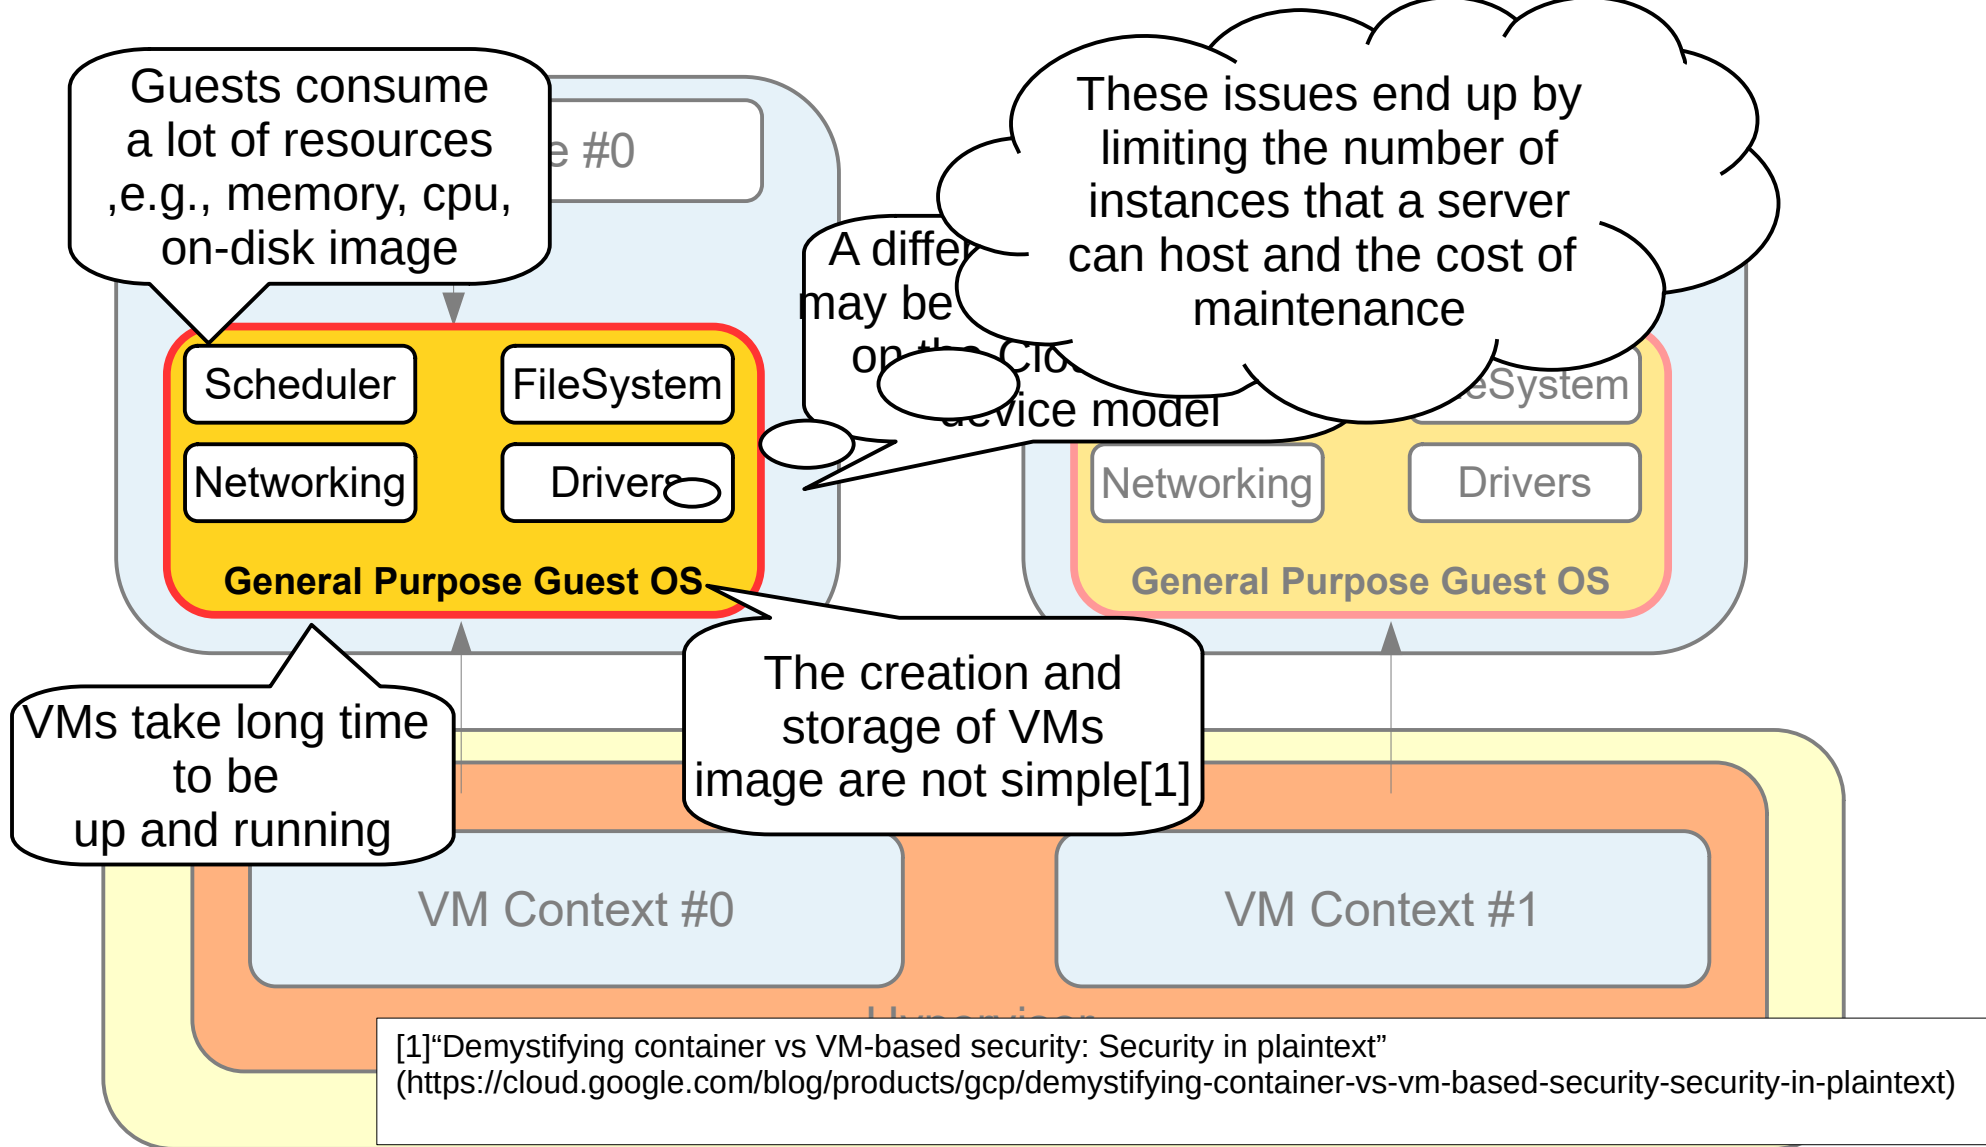 Guests consume
a lot of resources
,e.g., memory, cpu,
on-disk image
#0
These issues end up by
limiting the number of
instances that a server
can host and the cost of
maintenance
A
may be
on the
device model
Scheduler
FileSystem
Networking
Drivers
General Purpose Guest OS
Networking
Drivers
General Purpose Guest OS
VMs take long time
to be
up and running
The creation and
storage of VMs
image are not simple[1]
VM Context #0
VM Context #1
Hypervisor
[1]“Demystifying container vs VM-based security: Security in plaintext”
(https://cloud.google.com/blog/products/gcp/demystifying-container-vs-vm-based-security-security-in-plaintext)